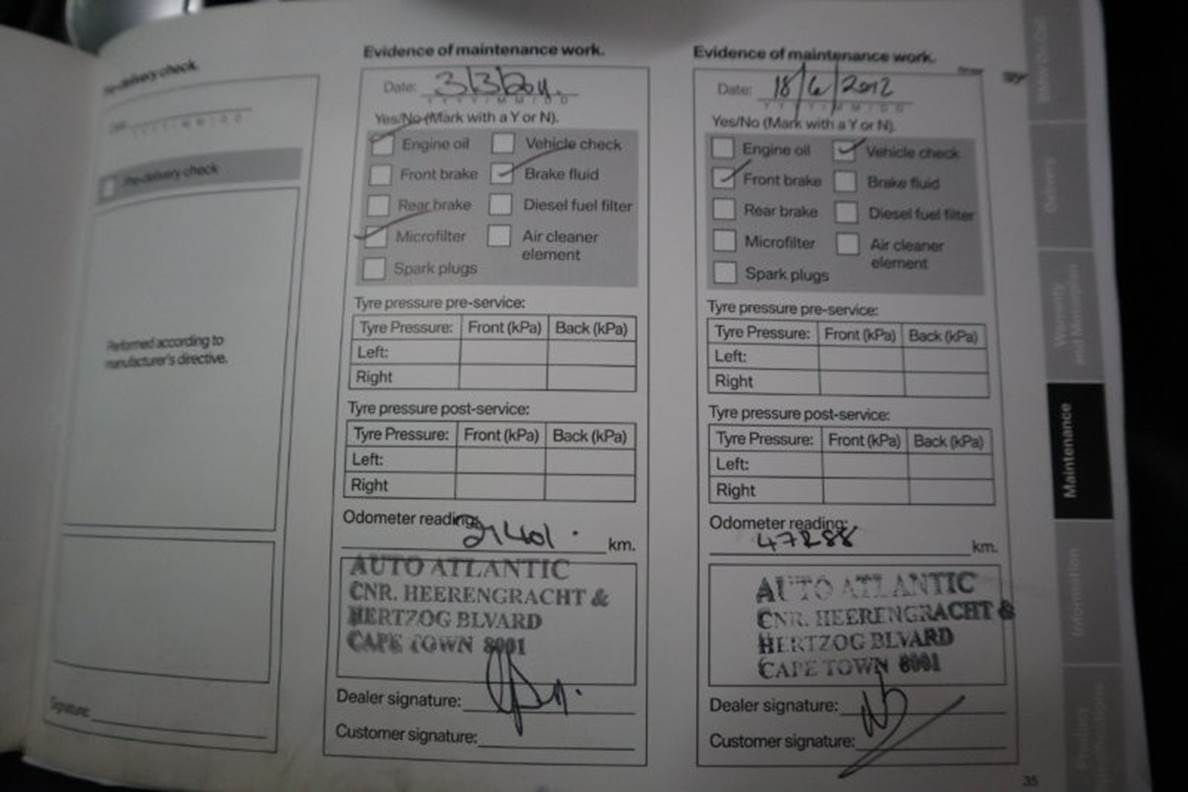 Pre-delivery check.
Date:
Pre-delivery check
Performed according to
manufacturer's directive.
Signature:
Evidence of maintenance work.
Date: 3/3/2011.
Y Y Y Y / M M / D D
Yes/No (Mark with a Y or N).
Engine oil
Vehicle check
Front brake
Brake fluid
Rear brake
Diesel fuel filter
Microfilter
Air cleaner
element
Spark plugs
Tyre pressure pre-service:
Tyre Pressure: Front (kPa) Back (kPa)
Left:
Right
Tyre pressure post-service:
Tyre Pressure: Front (kPa) Back (kPa)
Left:
Right
Odometer reading:
21401 km.
AUTO ATLANTIC
CNR. HEERENGRACHT &
HERTZOG BLVARD
CAPE TOWN 8001
Dealer signature:
Customer signature:
Evidence of maintenance work.
Date: 18/6/2012
Y Y Y Y / M M / D D
Yes/No (Mark with a Y or N).
Engine oil
Vehicle check
Front brake
Brake fluid
Rear brake
Diesel fuel filter
Microfilter
Air cleaner
element
Spark plugs
Tyre pressure pre-service:
Tyre Pressure: Front (kPa) Back (kPa)
Left:
Right
Tyre pressure post-service:
Tyre Pressure: Front (kPa) Back (kPa)
Left:
Right
Odometer reading:
47288 km.
AUTO ATLANTIC
CNR. HEERENGRACHT &
HERTZOG BLVARD
CAPE TOWN 8001
Dealer signature:
Customer signature:
35
Warranty
Maintenance
Information